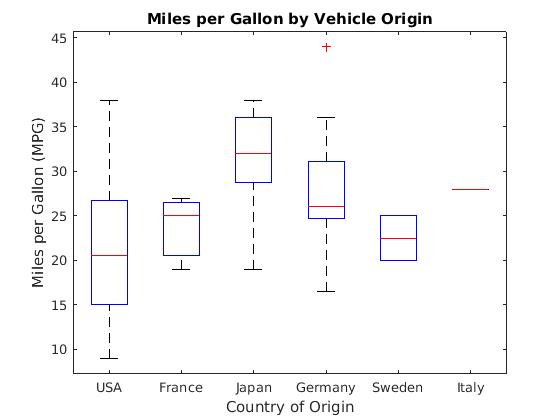 Miles per Gallon by Vehicle Origin
Miles per Gallon (MPG)
45
40
35
30
25
20
15
10
USA France Japan Germany Sweden Italy
Country of Origin